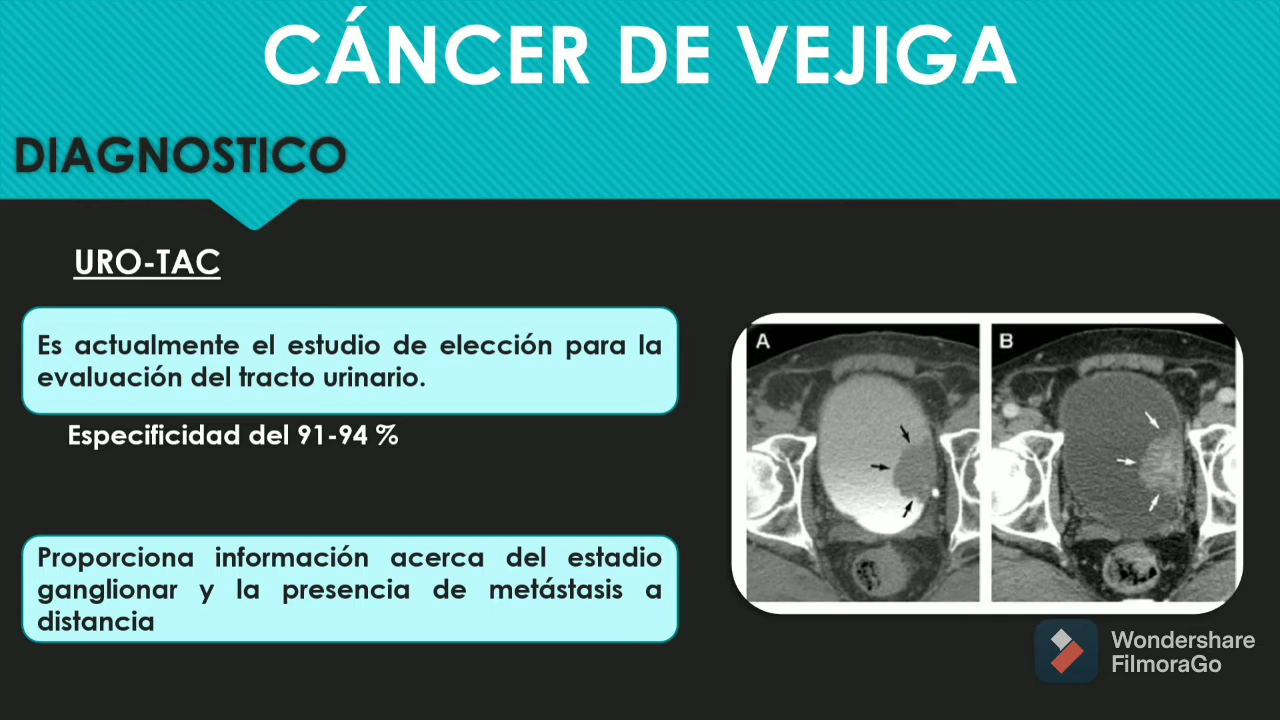 CÁNCER DE VEJIGA
DIAGNOSTICO
URO-TAC
Es actualmente el estudio de elección para la
evaluación del tracto urinario.
Especificidad del 91-94 %
Proporciona información acerca del estadio
ganglionar y la presencia de metástasis a
distancia
A
B
Wondershare
FilmoraGo